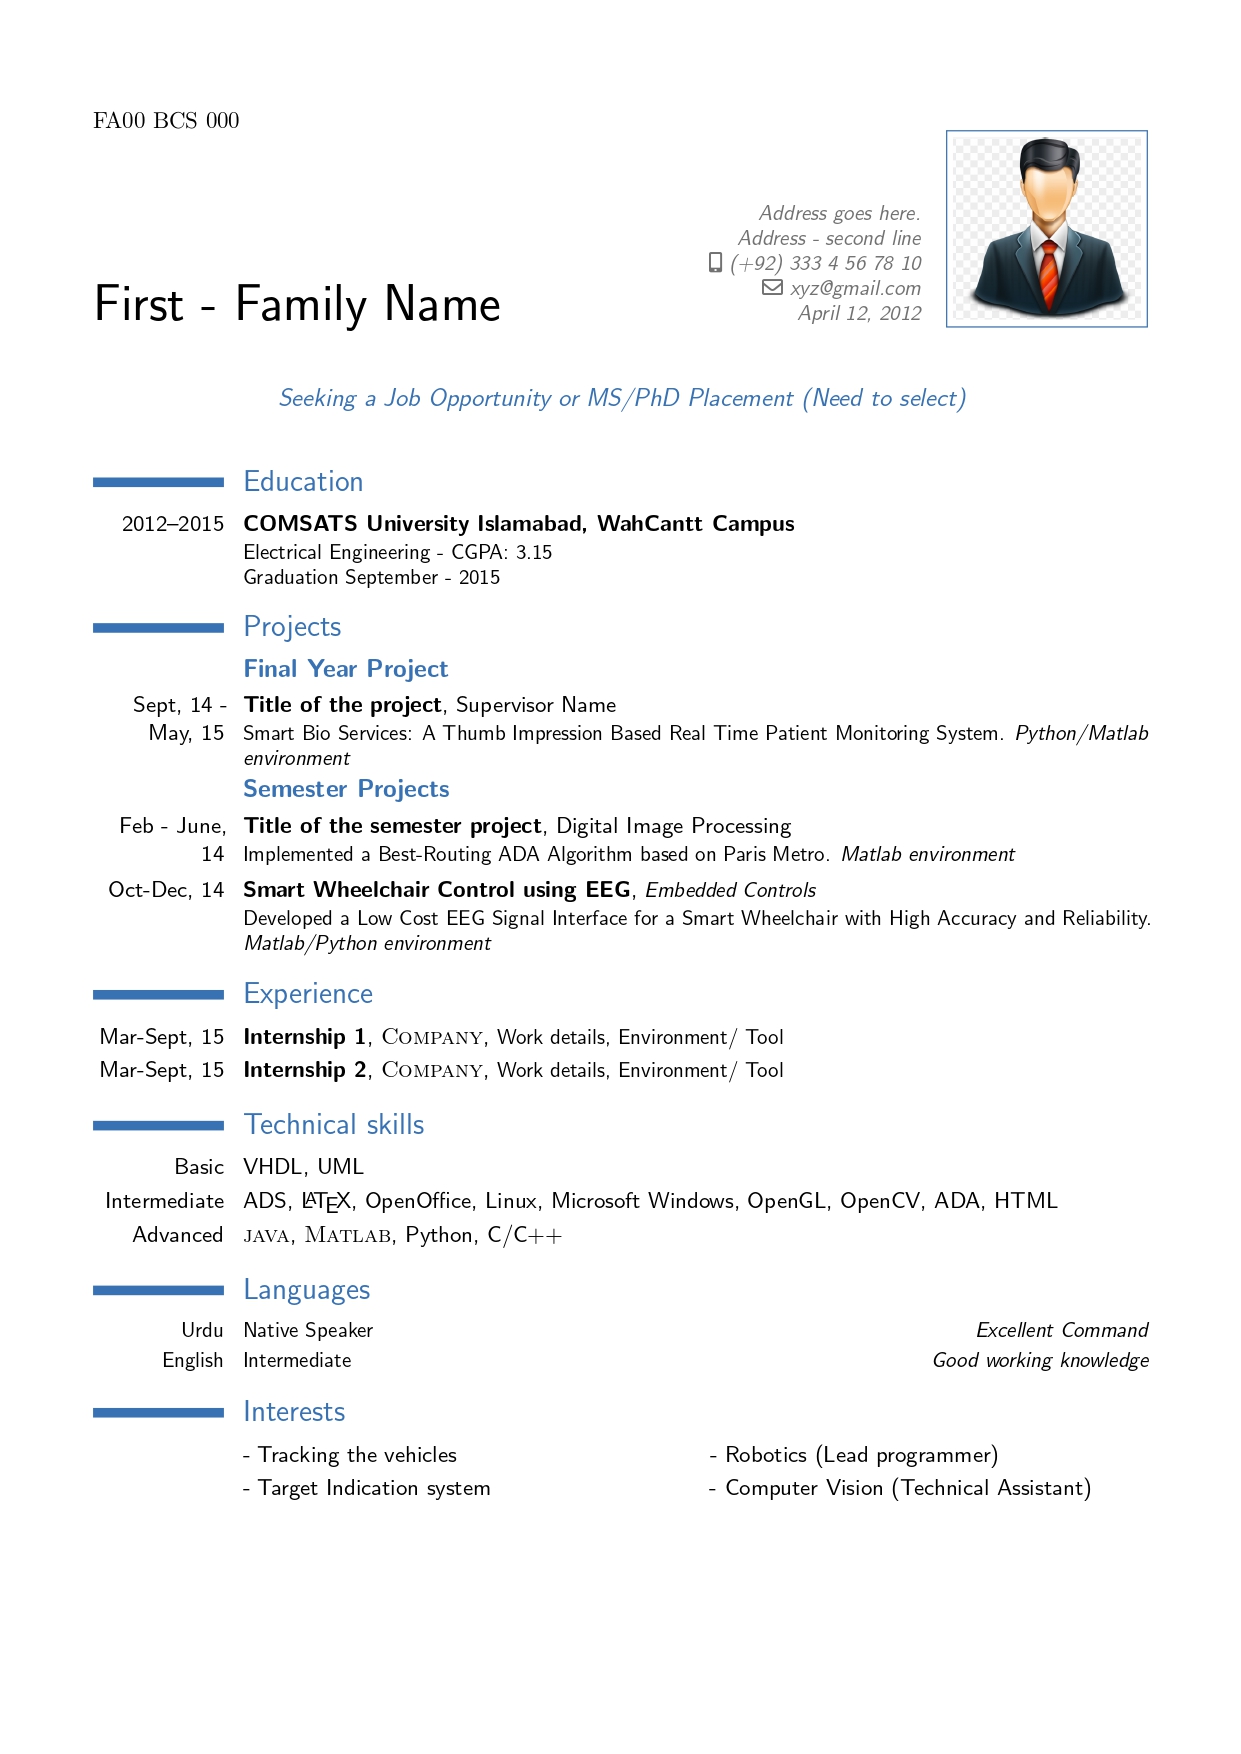 FA00 BCS 000
Address goes here.
Address - second line
(+92) 333 4 56 78 10
xyz@gmail.com
April 12, 2012
First - Family Name
Seeking a Job Opportunity or MS/PhD Placement (Need to select)
Education
2012–2015 COMSATS University Islamabad, WahCantt Campus
Electrical Engineering - CGPA: 3.15
Graduation September - 2015
Projects
Final Year Project
Sept, 14 - Title of the project, Supervisor Name
May, 15 Smart Bio Services: A Thumb Impression Based Real Time Patient Monitoring System. Python/Matlab
environment
Semester Projects
Feb - June, Title of the semester project, Digital Image Processing
14 Implemented a Best-Routing ADA Algorithm based on Paris Metro. Matlab environment
Oct-Dec, 14 Smart Wheelchair Control using EEG, Embedded Controls
Developed a Low Cost EEG Signal Interface for a Smart Wheelchair with High Accuracy and Reliability.
Matlab/Python environment
Experience
Mar-Sept, 15 Internship 1, Company, Work details, Environment/ Tool
Mar-Sept, 15 Internship 2, Company, Work details, Environment/ Tool
Technical skills
Basic VHDL, UML
Intermediate ADS, LATEX, OpenOffice, Linux, Microsoft Windows, OpenGL, OpenCV, ADA, HTML
Advanced java, Matlab, Python, C/C++
Languages
Urdu Native Speaker Excellent Command
English Intermediate Good working knowledge
Interests
- Tracking the vehicles - Robotics (Lead programmer)
- Target Indication system - Computer Vision (Technical Assistant)